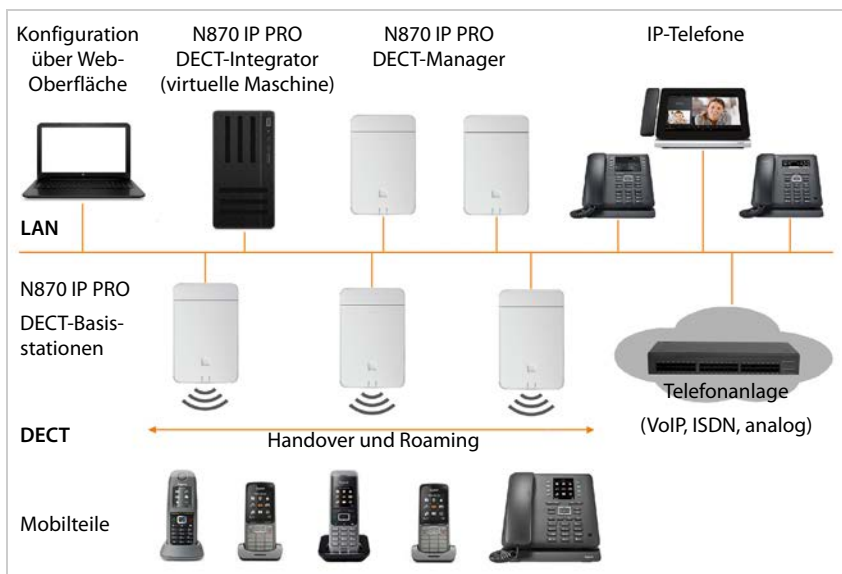 Konfiguration
über Web-
Oberfläche
N870 IP PRO
DECT-Integrator
(virtuelle Maschine)
N870 IP PRO
DECT-Manager
IP-Telefone
LAN
N870 IP PRO
DECT-Basis-
stationen
Telefonanlage
(VoIP, ISDN, analog)
DECT
Handover und Roaming
Mobilteile